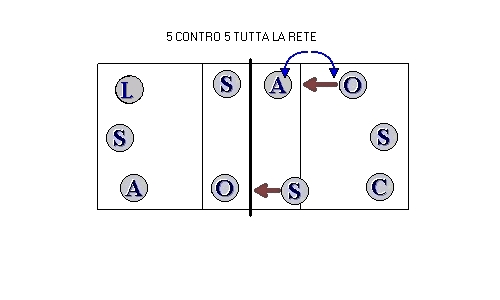 5 CONTRO 5 TUTTA LA RETE
L S A O
S S
A O S C